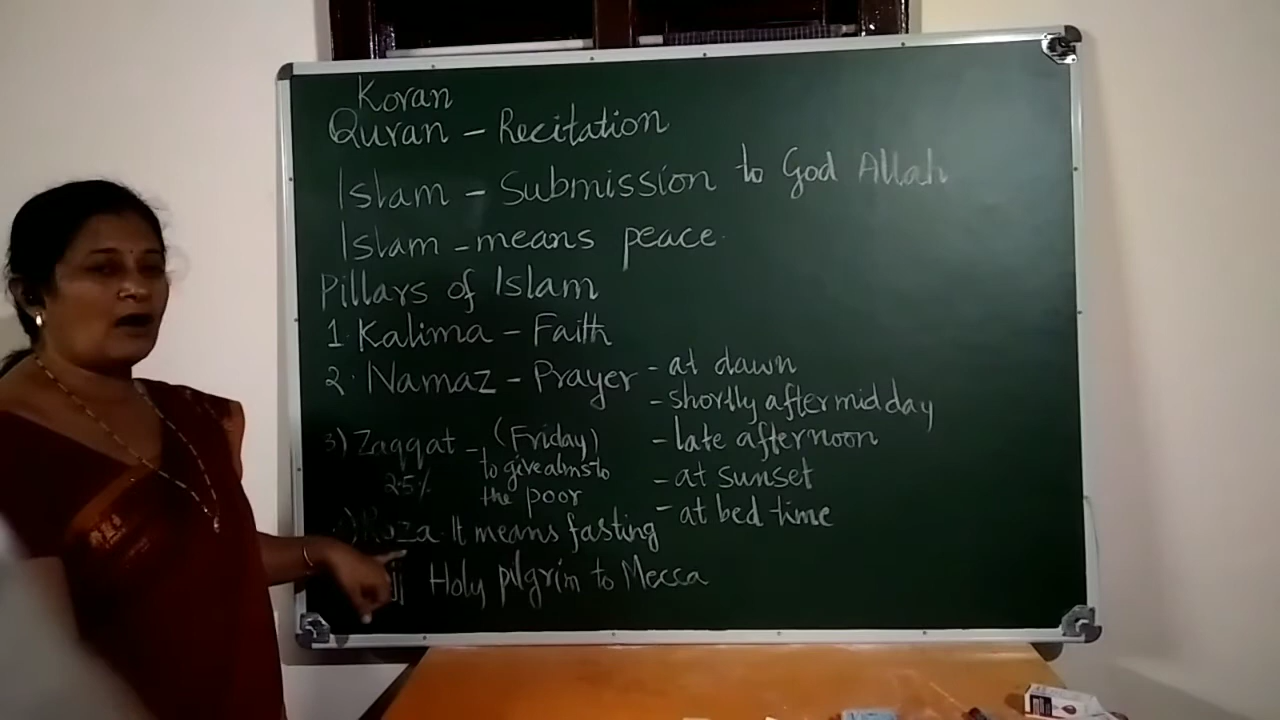 Koran
Quran - Recitation
Islam - Submission to God Allah
Islam - means peace.
Pillars of Islam
1. Kalima - Faith
2. Namaz - Prayer - at dawn
- shortly after mid day
- late afternoon
- at sunset
- at bed time
3) Zaqqat - (Friday)
to give alms to
2.5% the poor
Roza. It means fasting
Holy pilgrim to Mecca